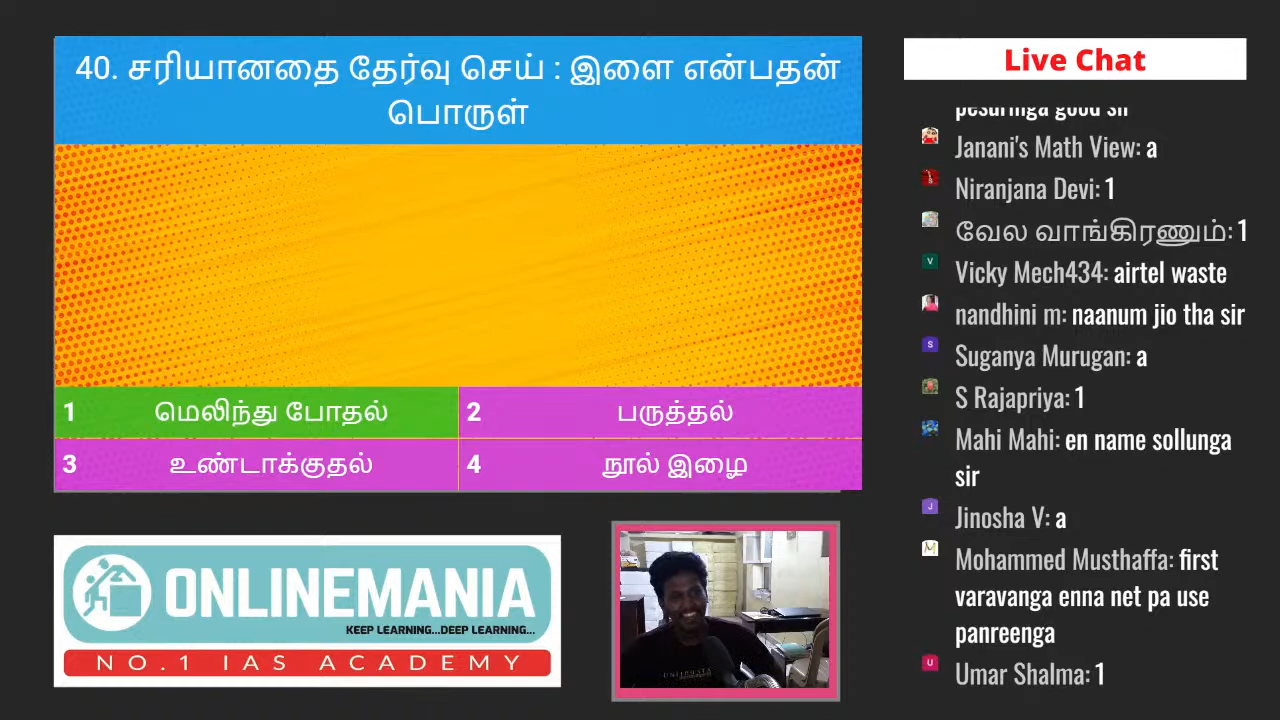 40. சரியானதை தேர்வு செய் : இளை என்பதன்
பொருள்
1 மெலிந்து போதல்
2 பருத்தல்
3 உண்டாக்குதல்
4 நூல் இழை
ONLINEMANIA
KEEP LEARNING...DEEP LEARNING...
NO.1 IAS ACADEMY
Live Chat
pesuringa good sir
Janani's Math View: a
Niranjana Devi: 1
வேல வாங்கிரணும்: 1
V
Vicky Mech434: airtel waste
nandhini m: naanum jio tha sir
S
Suganya Murugan: a
S Rajapriya: 1
Mahi Mahi: en name sollunga
sir
J
Jinosha V: a
M
Mohammed Musthaffa: first
varavanga enna net pa use
panreenga
U
Umar Shalma: 1